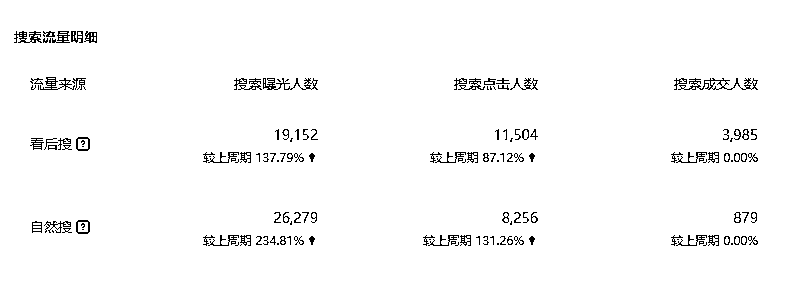 搜索流量明细
流量来源 搜索曝光人数 搜索点击人数 搜索成交人数
19,152 11,504 3,985
看后搜 ?
较上周期 137.79% ⬆ 较上周期 87.12% ⬆ 较上周期 0.00%
26,279 8,256 879
自然搜 ?
较上周期 234.81% ⬆ 较上周期 131.26% ⬆ 较上周期 0.00%